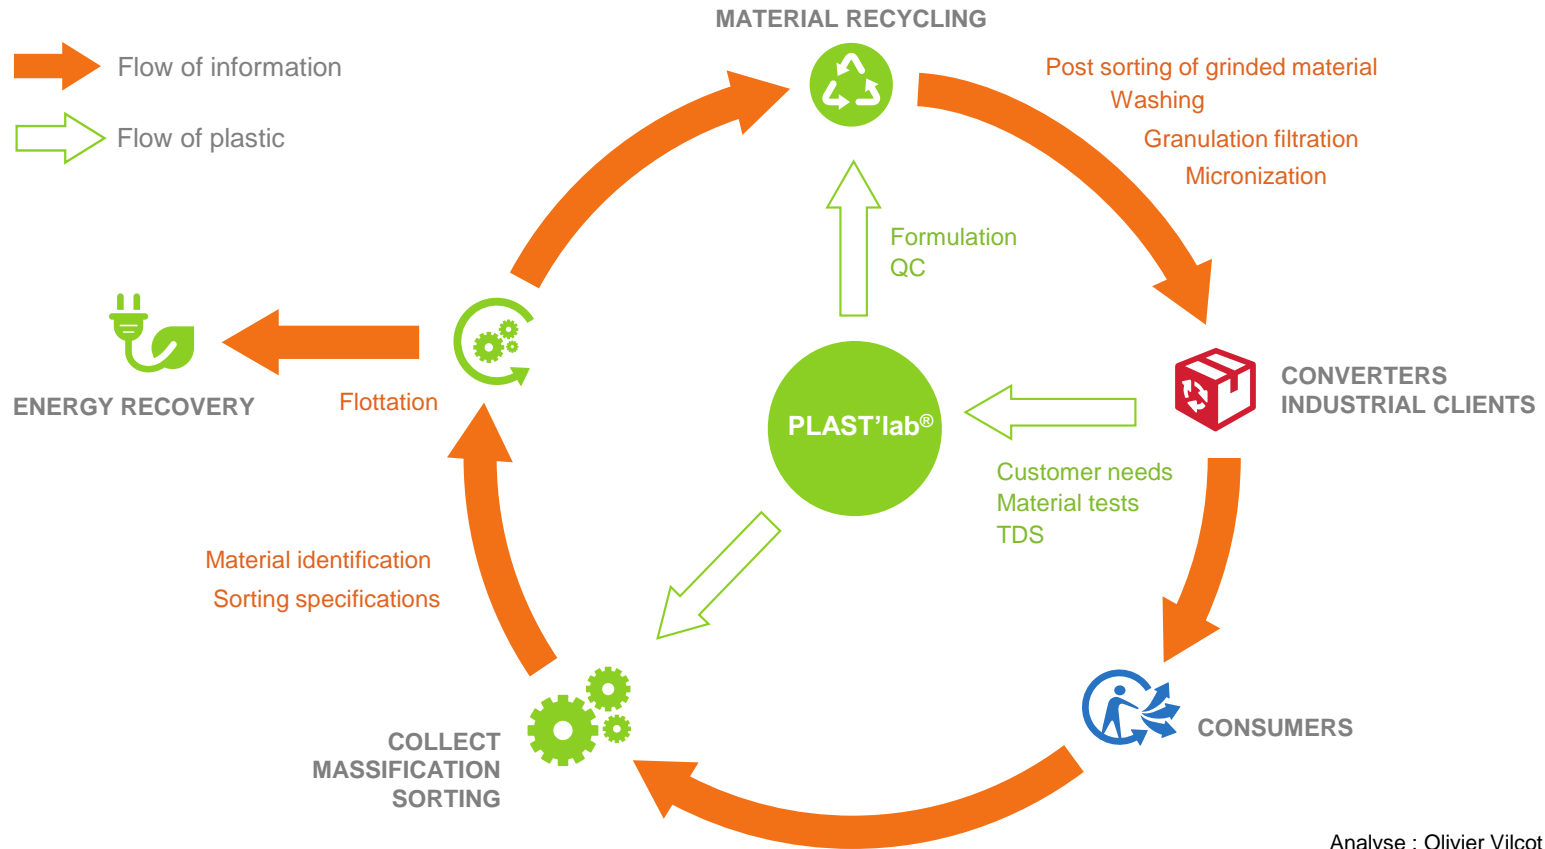 MATERIAL RECYCLING
Flow of information
Flow of plastic
Post sorting of grinded material
Washing
Granulation filtration
Micronization
Formulation
QC
ENERGY RECOVERY
Flottation
PLAST’lab®
CONVERTERS
INDUSTRIAL CLIENTS
Customer needs
Material tests
TDS
Material identification
Sorting specifications
COLLECT
MASSIFICATION
SORTING
CONSUMERS
Analyse : Olivier Vilcot